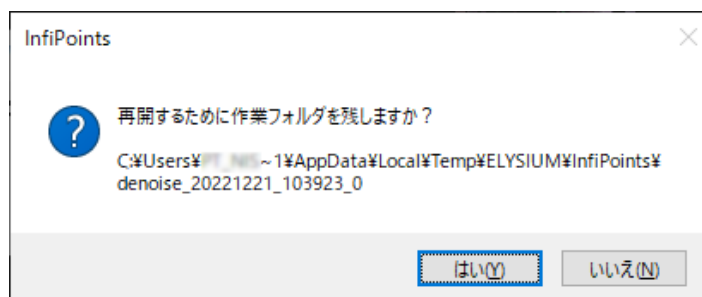 InfiPoints
再開するために作業フォルダを残しますか？
C:¥Users¥ ~1¥AppData¥Local¥Temp¥ELYSIUM¥InfiPoints¥
denoise_20221221_103923_0
はい(Y)
いいえ(N)